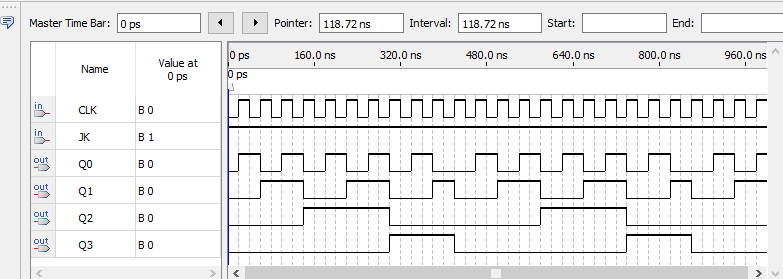 Master Time Bar: 0 ps Pointer: 118.72 ns Interval: 118.72 ns Start: End:
Name Value at 0 ps
0 ps 160.0 ns 320.0 ns 480.0 ns 640.0 ns 800.0 ns 960.0 ns
0 ps
in CLK B 0
in JK B 1
out Q0 B 0
out Q1 B 0
out Q2 B 0
out Q3 B 0